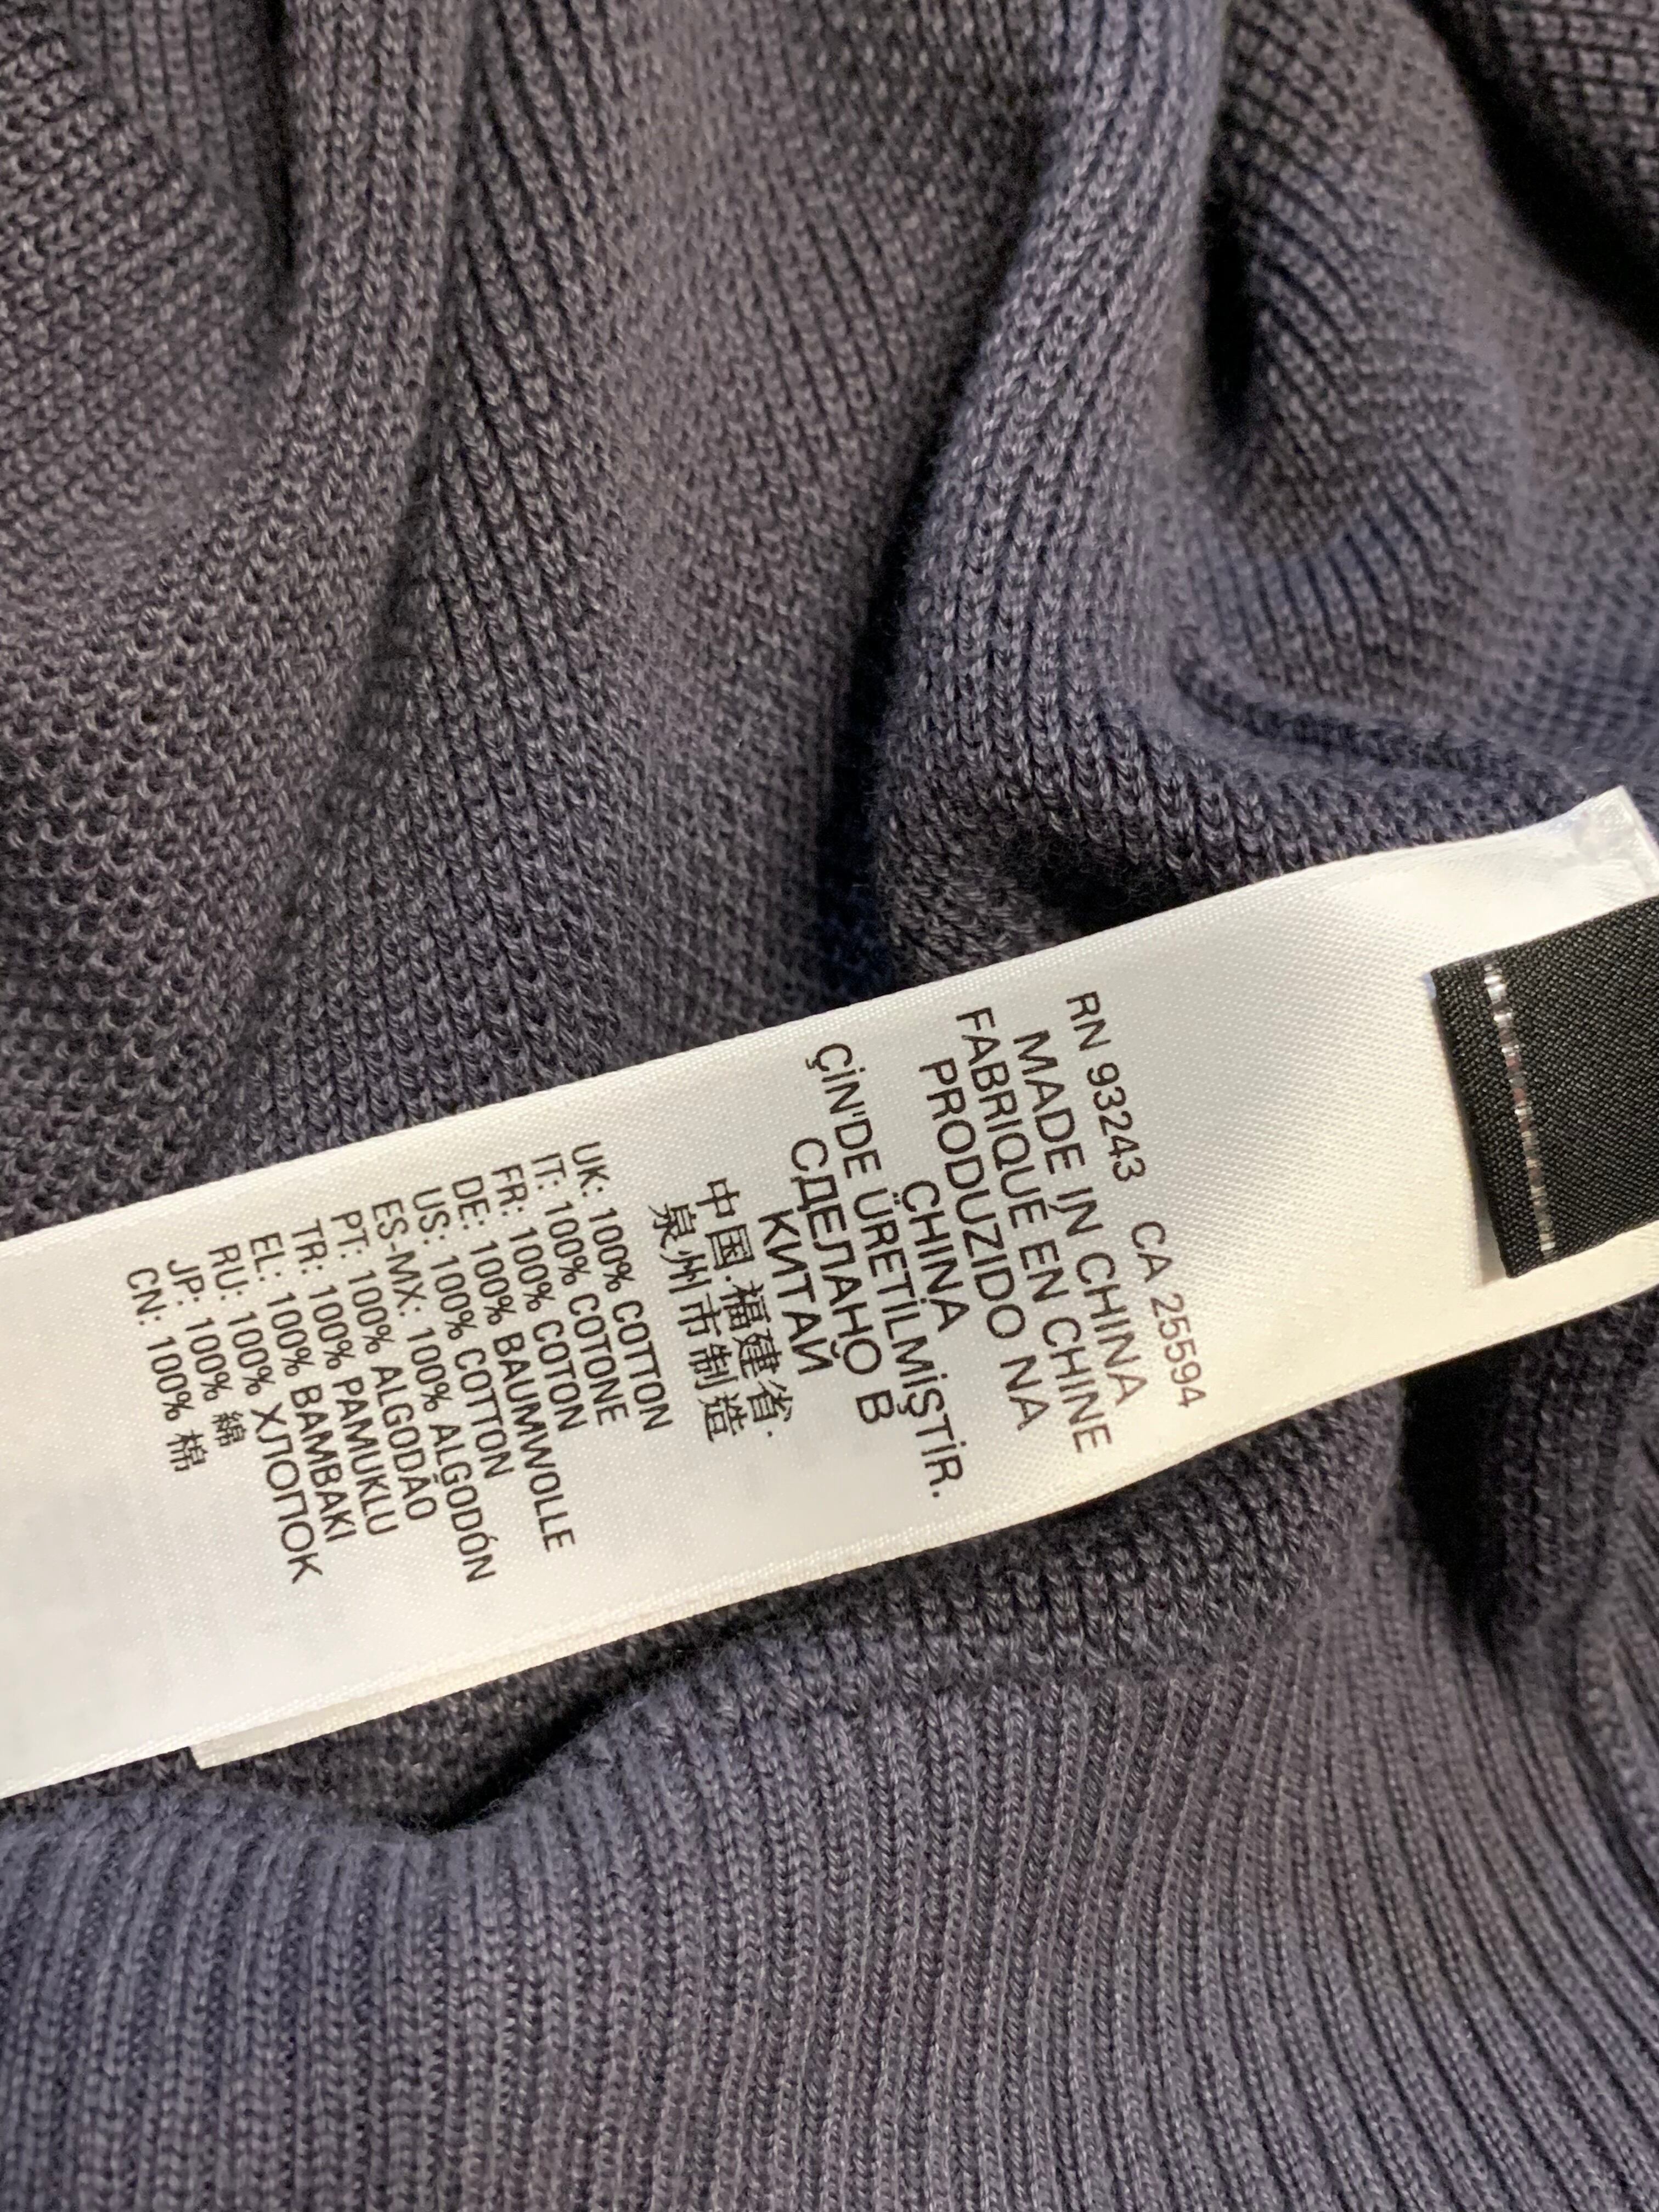 RN 93243 CA 25594
MADE IN CHINA
FABRIQUÉ EN CHINE
PRODUZIDO NA
CHINA
ÇİN'DE ÜRETİLMİŞTİR.
СДЕЛАНО В
КИТАЙ
中国·福建省·
泉州市制造
UK: 100% COTTON
IT: 100% COTONE
FR: 100% COTON
DE: 100% BAUMWOLLE
US: 100% COTTON
ES-MX: 100% ALGODÓN
PT: 100% ALGODÃO
TR: 100% PAMUKLU
EL: 100% BAMBAKI
RU: 100% ХЛОПОК
JP: 100% 綿
CN: 100% 棉